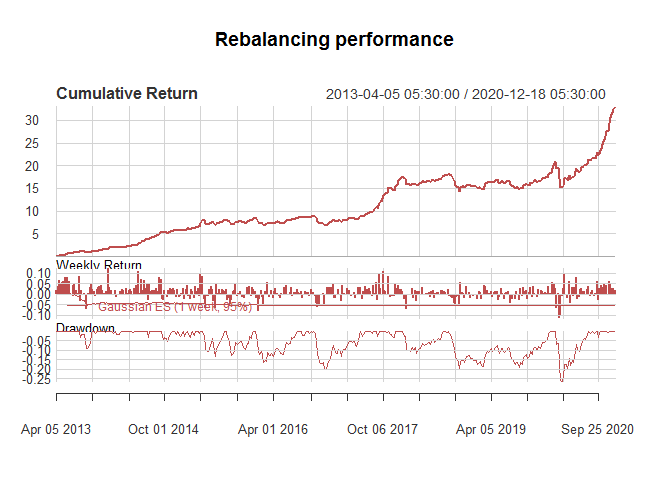 Rebalancing performance
Cumulative Return 2013-04-05 05:30:00 / 2020-12-18 05:30:00
30
25
20
15
10
5
Weekly Return
0.10
0.05
0.00
-0.05
-0.10
Gaussian ES (1 week, 95%)
Drawdown
-0.05
-0.10
-0.15
-0.20
-0.25
Apr 05 2013 Oct 01 2014 Apr 01 2016 Oct 06 2017 Apr 05 2019 Sep 25 2020